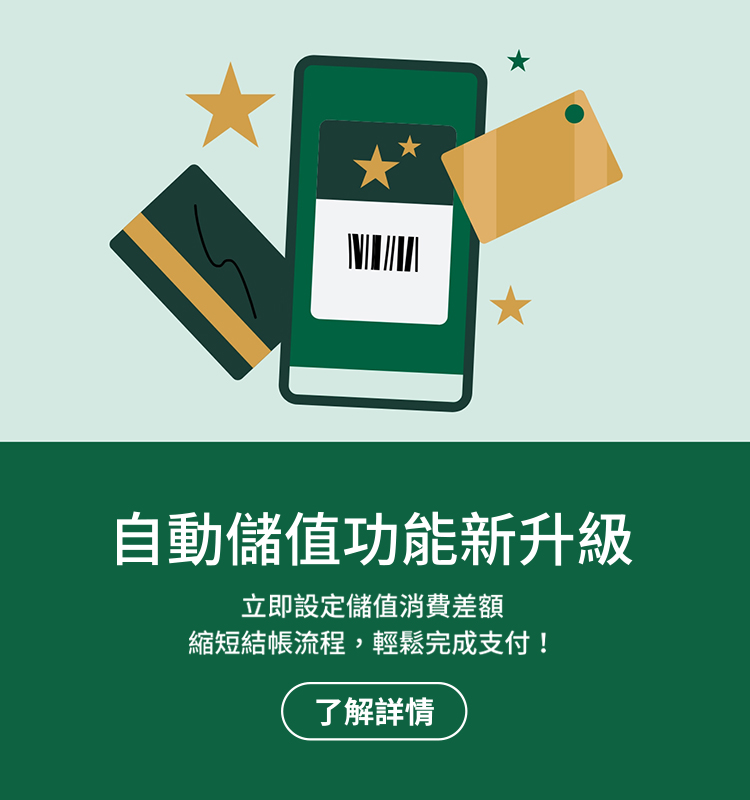 自動儲值功能新升級
立即設定儲值消費差額
縮短結帳流程，輕鬆完成支付！
了解詳情